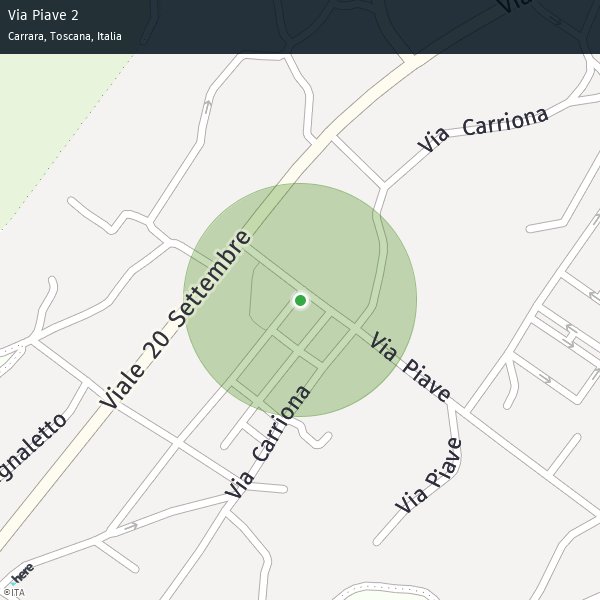 Via Piave 2
Carrara, Toscana, Italia
Via
Via Carriona
Viale 20 Settembre
Via Piave
Via Carriona
gnaletto
Via Piave
here
©ITA